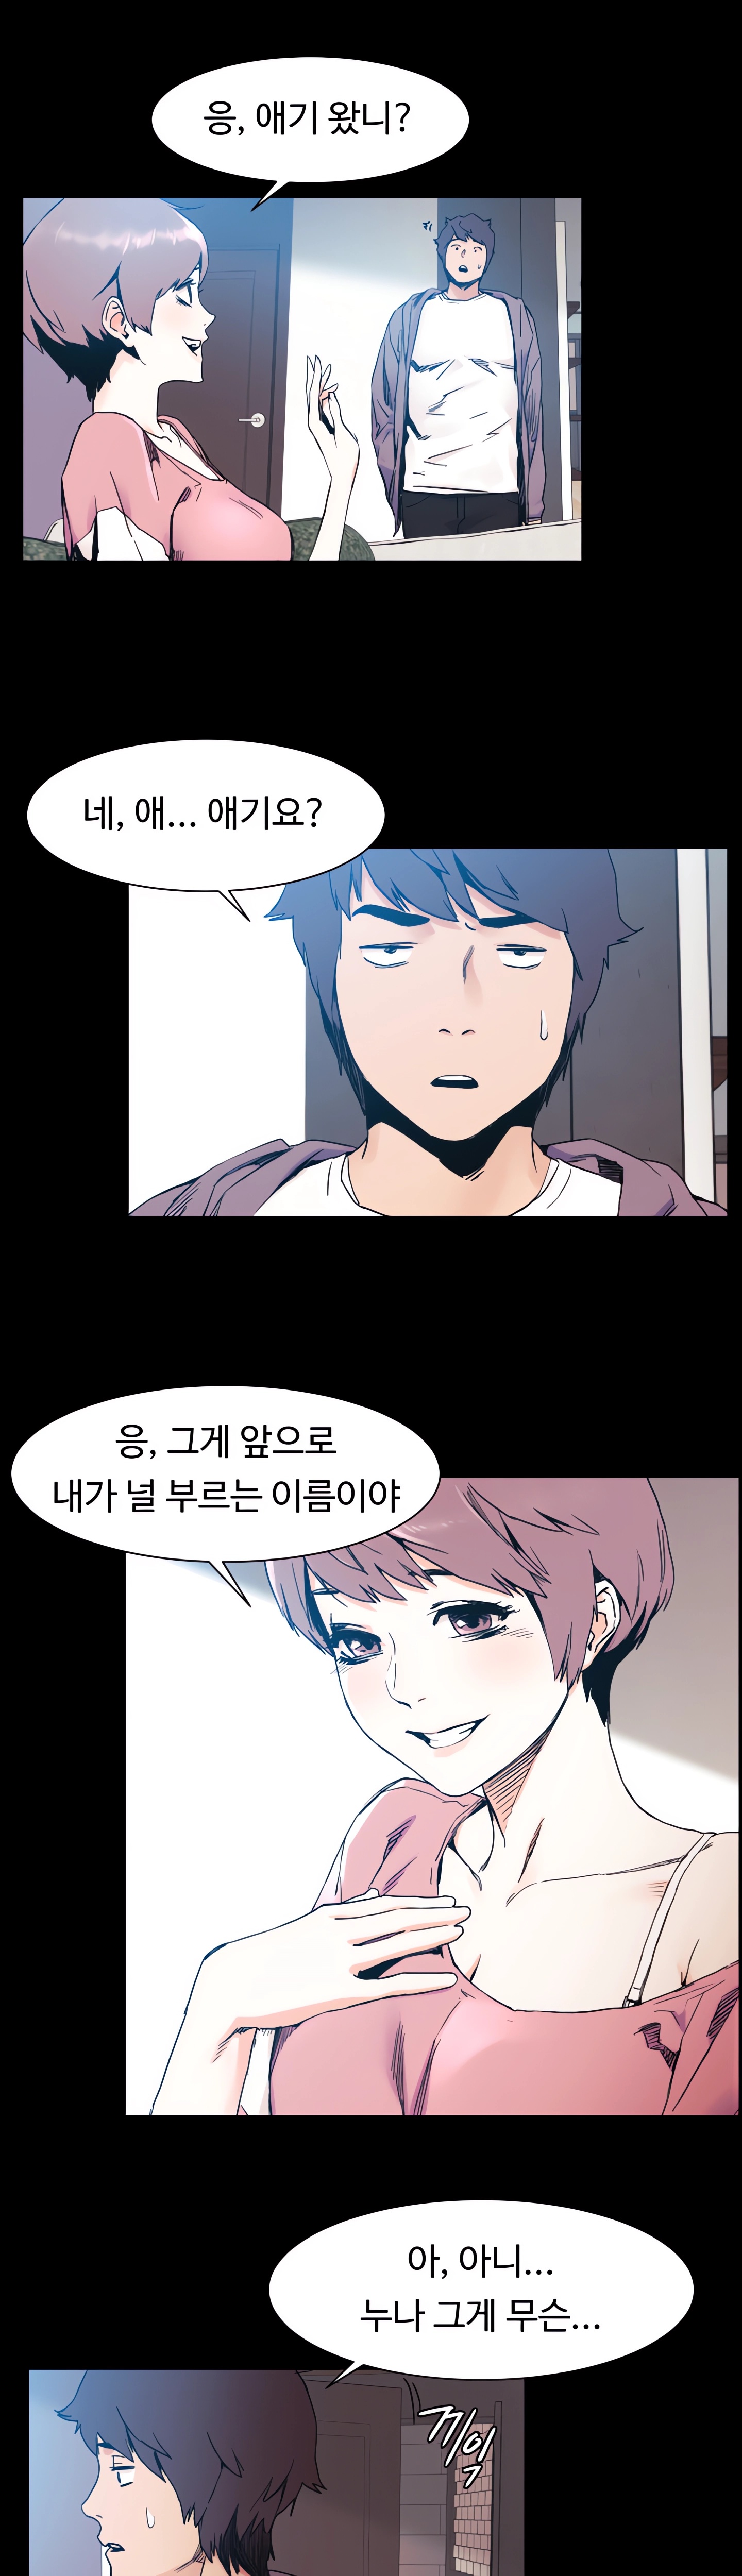 응, 애기 왔니?
네, 애... 애기요?
응, 그게 앞으로
내가 널 부르는 이름이야
아, 아니...
누나 그게 무슨...
끼익